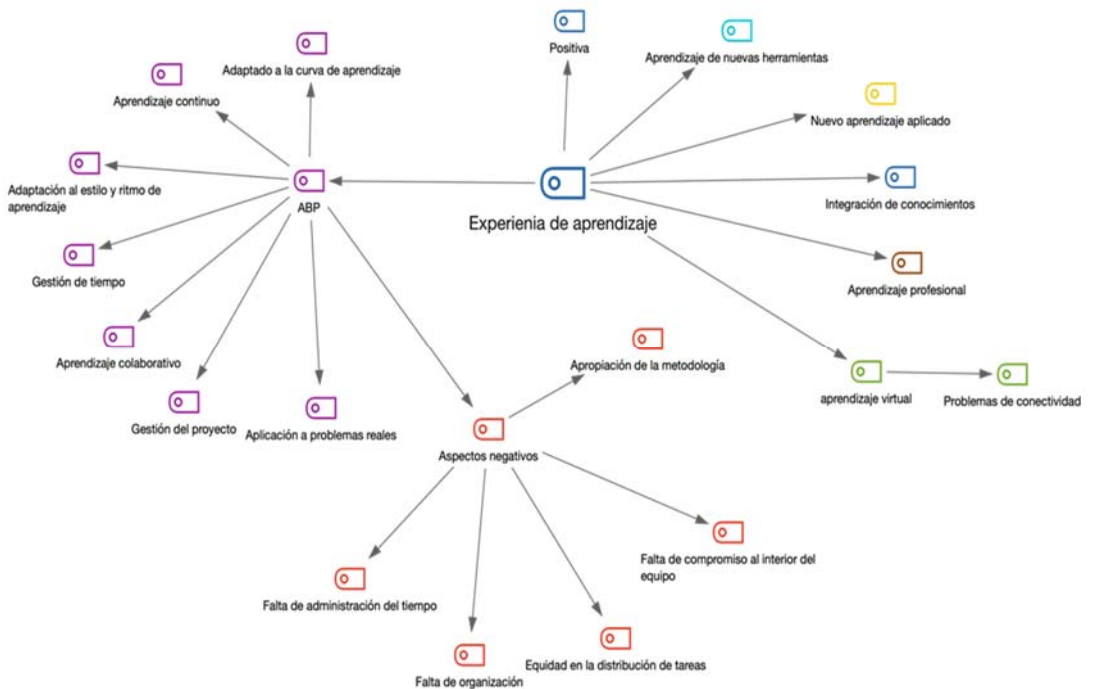 Positiva
Aprendizaje de nuevas herramientas
Adaptado a la curva de aprendizaje
Aprendizaje continuo
Nuevo aprendizaje aplicado
Adaptación al estilo y ritmo de
aprendizaje
ABP
Experienia de aprendizaje
Integración de conocimientos
Gestión de tiempo
Aprendizaje profesional
Aprendizaje colaborativo
Apropiación de la metodología
aprendizaje virtual
Problemas de conectividad
Gestión del proyecto
Aplicación a problemas reales
Aspectos negativos
Falta de compromiso al interior del
equipo
Falta de administración del tiempo
Equidad en la distribución de tareas
Falta de organización